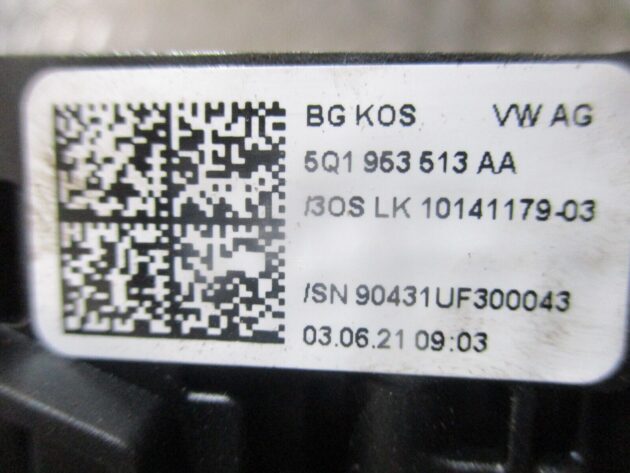 BG KOS VW AG
5Q1 953 513 AA
/3OS LK 10141179-03
/SN 90431UF300043
03.06.21 09:03